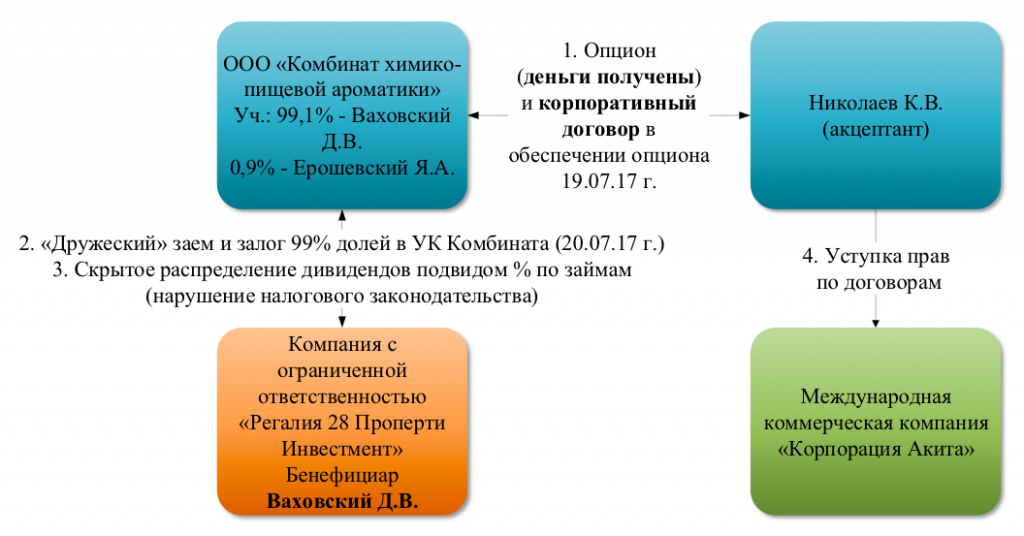 ООО «Комбинат химико-
пищевой ароматики»
Уч.: 99,1% - Ваховский
Д.В.
0,9% - Ерошевский Я.А.
1. Опцион
(деньги получены)
и корпоративный
договор в
обеспечении опциона
19.07.17 г.
Николаев К.В.
(акцептант)
2. «Дружеский» заем и залог 99% долей в УК Комбината (20.07.17 г.)
3. Скрытое распределение дивидендов подвидом % по займам
(нарушение налогового законодательства)
4. Уступка прав
по договорам
Компания с
ограниченной
ответственностью
«Регалия 28 Проперти
Инвестмент»
Бенефициар
Ваховский Д.В.
Международная
коммерческая компания
«Корпорация Акита»